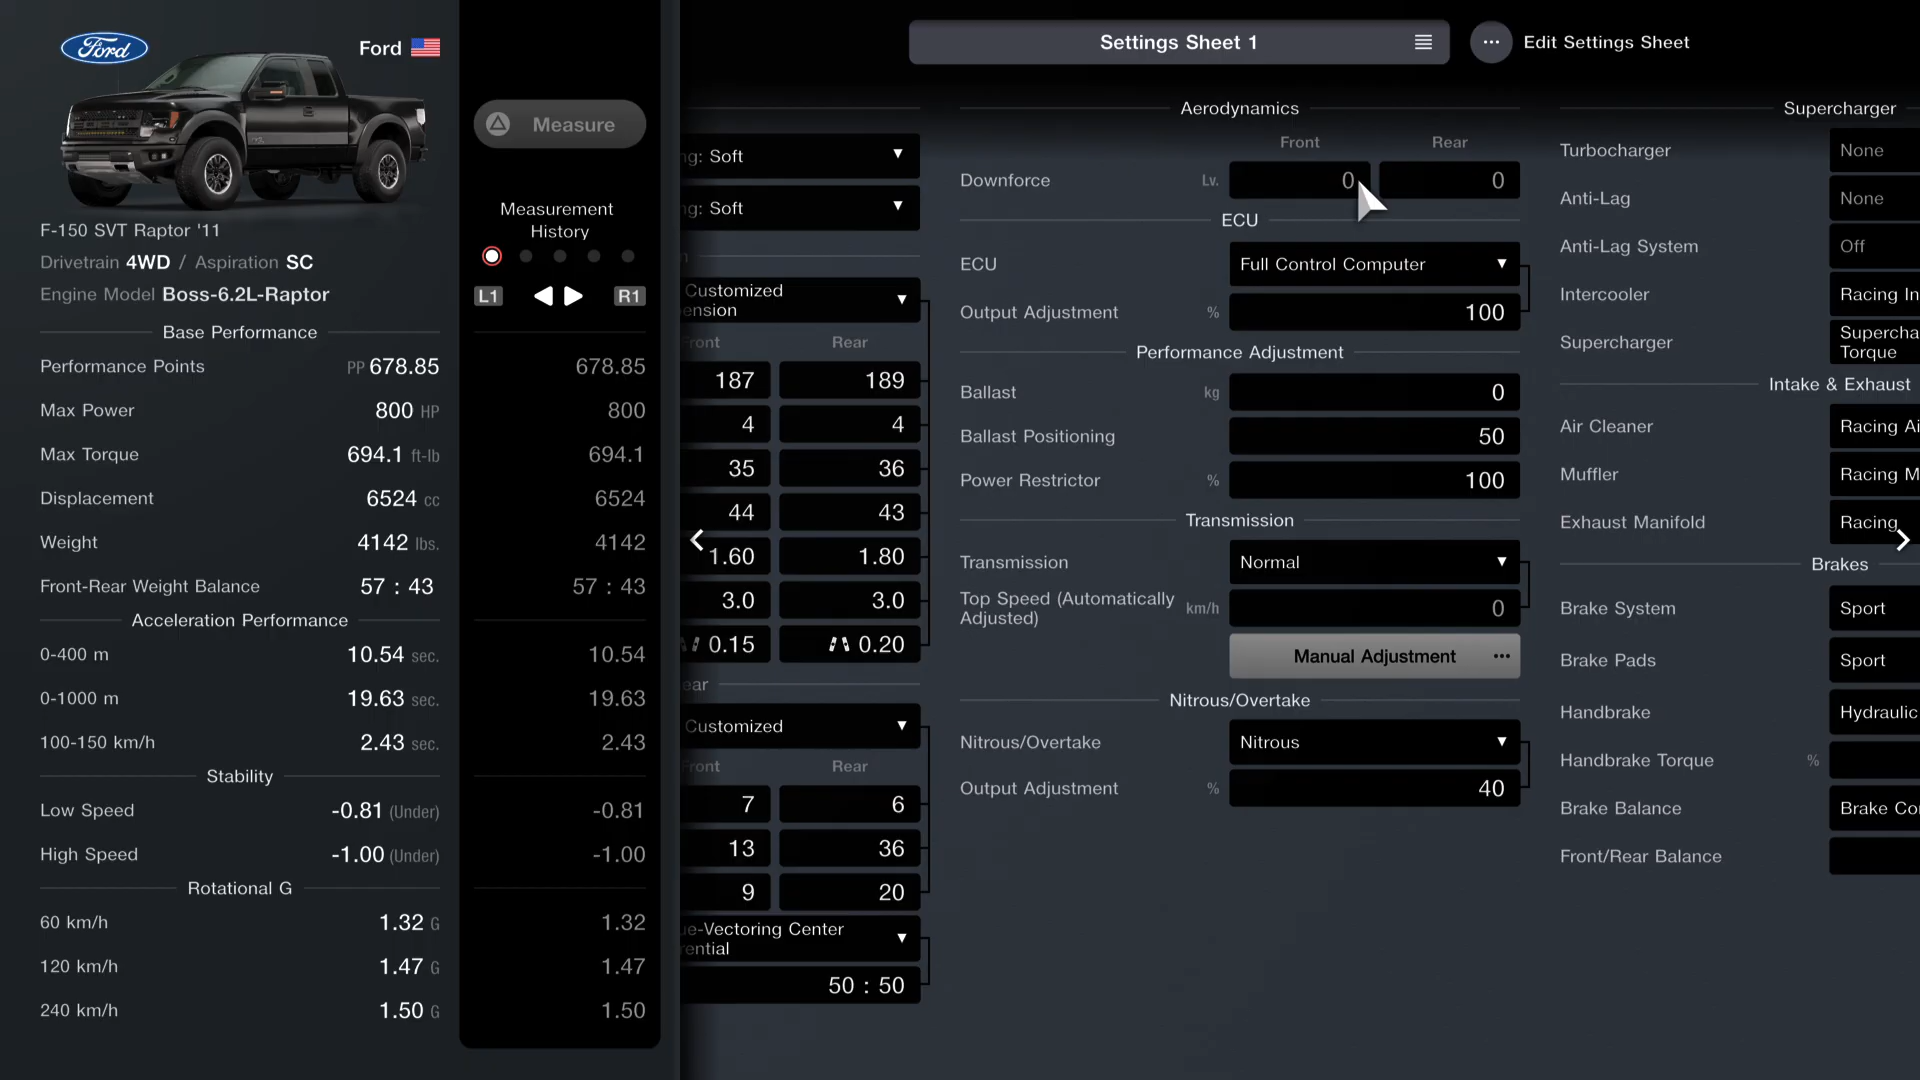 Ford
Ford
F-150 SVT Raptor '11
Drivetrain 4WD / Aspiration SC
Engine Model Boss-6.2L-Raptor
Base Performance
Performance Points PP 678.85
Max Power 800 HP
Max Torque 694.1 ft-lb
Displacement 6524 cc
Weight 4142 lbs.
Front-Rear Weight Balance 57 : 43
Acceleration Performance
0-400 m 10.54 sec.
0-1000 m 19.63 sec.
100-150 km/h 2.43 sec.
Stability
Low Speed -0.81 (Under)
High Speed -1.00 (Under)
Rotational G
60 km/h 1.32 G
120 km/h 1.47 G
240 km/h 1.50 G
Measure
Measurement
History
L1 R1
678.85
800
694.1
6524
4142
57 : 43
10.54
19.63
2.43
-0.81
-1.00
1.32
1.47
1.50
Settings Sheet 1
Edit Settings Sheet
ng: Soft
ng: Soft
Customized
ension
ront Rear
187 189
4 4
35 36
44 43
1.60 1.80
3.0 3.0
0.15 0.20
ear
Customized
ront Rear
7 6
13 36
9 20
ue-Vectoring Center
rential
50 : 50
Aerodynamics
Front Rear
Downforce Lv. 0 0
ECU
ECU Full Control Computer
Output Adjustment % 100
Performance Adjustment
Ballast kg 0
Ballast Positioning 50
Power Restrictor % 100
Transmission
Transmission Normal
Top Speed (Automatically
Adjusted) km/h 0
Manual Adjustment
Nitrous/Overtake
Nitrous/Overtake Nitrous
Output Adjustment % 40
Supercharger
Turbocharger None
Anti-Lag None
Anti-Lag System Off
Intercooler Racing In
Supercharger Supercha
Torque
Intake & Exhaust
Air Cleaner Racing Ai
Muffler Racing M
Exhaust Manifold Racing
Brakes
Brake System Sport
Brake Pads Sport
Handbrake Hydraulic
Handbrake Torque %
Brake Balance Brake Co
Front/Rear Balance